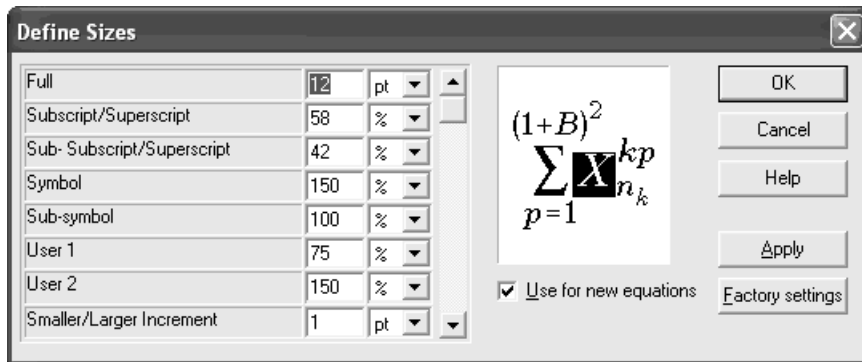 Define Sizes
Full 12 pt
Subscript/Superscript 58 %
Sub- Subscript/Superscript 42 %
Symbol 150 %
Sub-symbol 100 %
User 1 75 %
User 2 150 %
Smaller/Larger Increment 1 pt
(1+B)²
∑ X kp
n k
p=1
Use for new equations
OK
Cancel
Help
Apply
Factory settings